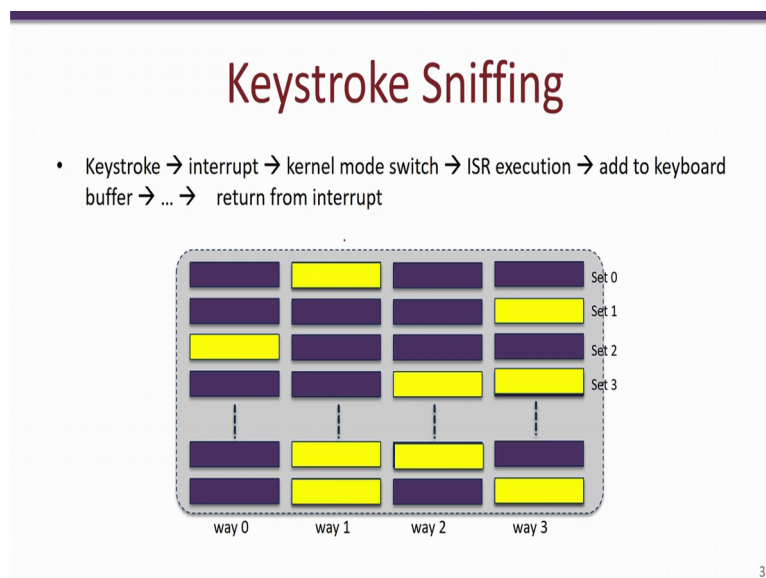 Keystroke Sniffing
• Keystroke → interrupt → kernel mode switch → ISR execution → add to keyboard
buffer → ... → return from interrupt
Set 0
Set 1
Set 2
Set 3
way 0 way 1 way 2 way 3
3